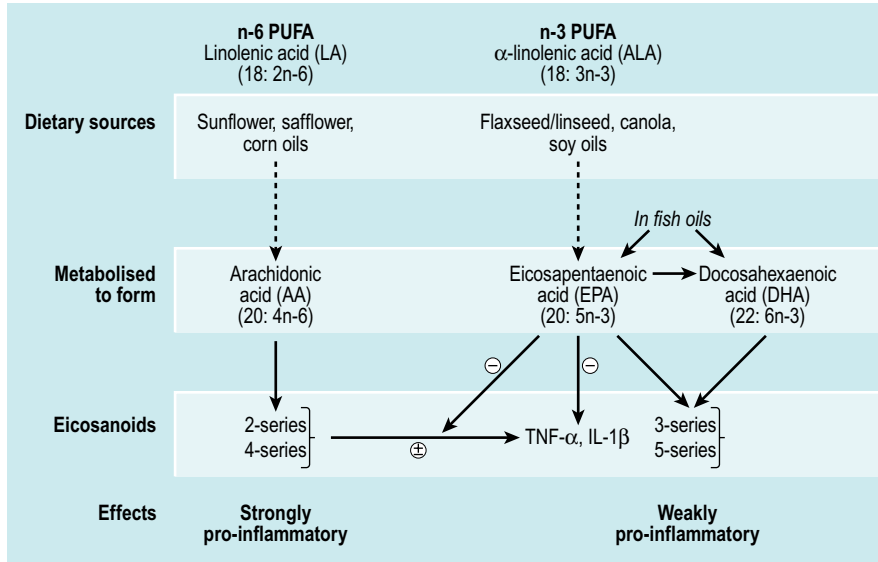 n-6 PUFA
Linolenic acid (LA)
(18: 2n-6)
n-3 PUFA
α-linolenic acid (ALA)
(18: 3n-3)
Dietary sources
Sunflower, safflower,
corn oils
Flaxseed/linseed, canola,
soy oils
In fish oils
Metabolised
to form
Arachidonic
acid (AA)
(20: 4n-6)
Eicosapentaenoic
acid (EPA)
(20: 5n-3)
Docosahexaenoic
acid (DHA)
(22: 6n-3)
−
−
Eicosanoids
2-series
4-series
±
TNF-α, IL-1β
3-series
5-series
Effects
Strongly
pro-inflammatory
Weakly
pro-inflammatory